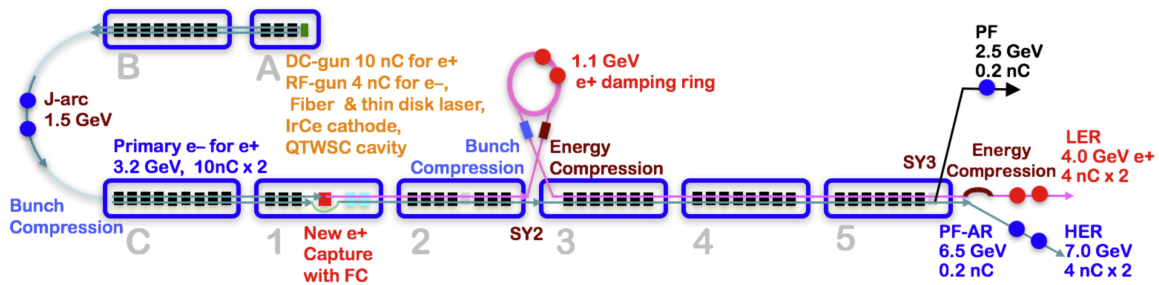 B
A
DC-gun 10 nC for e+
RF-gun 4 nC for e–,
Fiber & thin disk laser,
IrCe cathode,
QTWSC cavity
J-arc
1.5 GeV
1.1 GeV
e+ damping ring
PF
2.5 GeV
0.2 nC
Primary e– for e+
3.2 GeV, 10nC x 2
Bunch
Compression
Energy
Compression
SY3
Energy
Compression
LER
4.0 GeV e+
4 nC x 2
Bunch
Compression
C
1
New e+
Capture
with FC
2
SY2
3
4
5
PF-AR
6.5 GeV
0.2 nC
HER
7.0 GeV
4 nC x 2